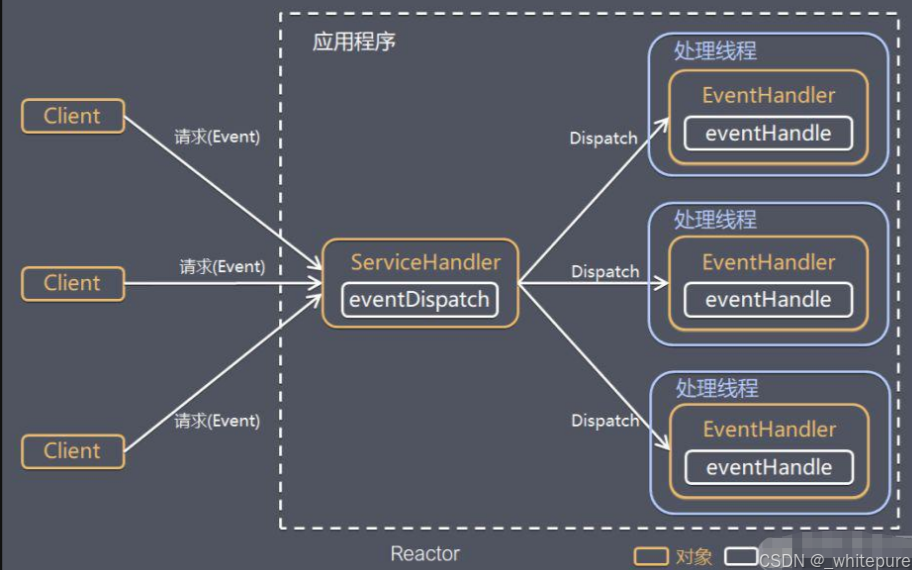 应用程序
处理线程
EventHandler
eventHandle
Client
请求(Event)
Dispatch
处理线程
EventHandler
eventHandle
Client
请求(Event)
ServiceHandler
eventDispatch
Dispatch
处理线程
EventHandler
eventHandle
Client
请求(Event)
Dispatch
Reactor
对象
CSDN @_whitepure